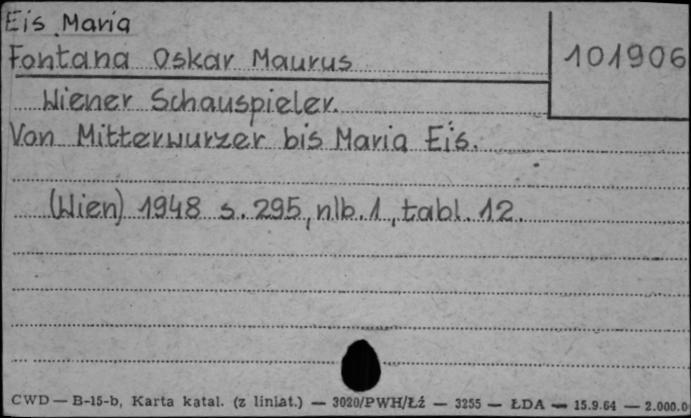 Eis Maria
Fontana Oskar Maurus
101906
Wiener Schauspieler.
Von Mitterwurzer bis Maria Eis.
(Wien) 1948 s. 295, nlb. 1, tabl. 12.
CWD — B-15-b, Karta katal. (z liniat.) — 3020/PWH/Łź — 3255 — ŁDA — 15.9.64 — 2.000.0